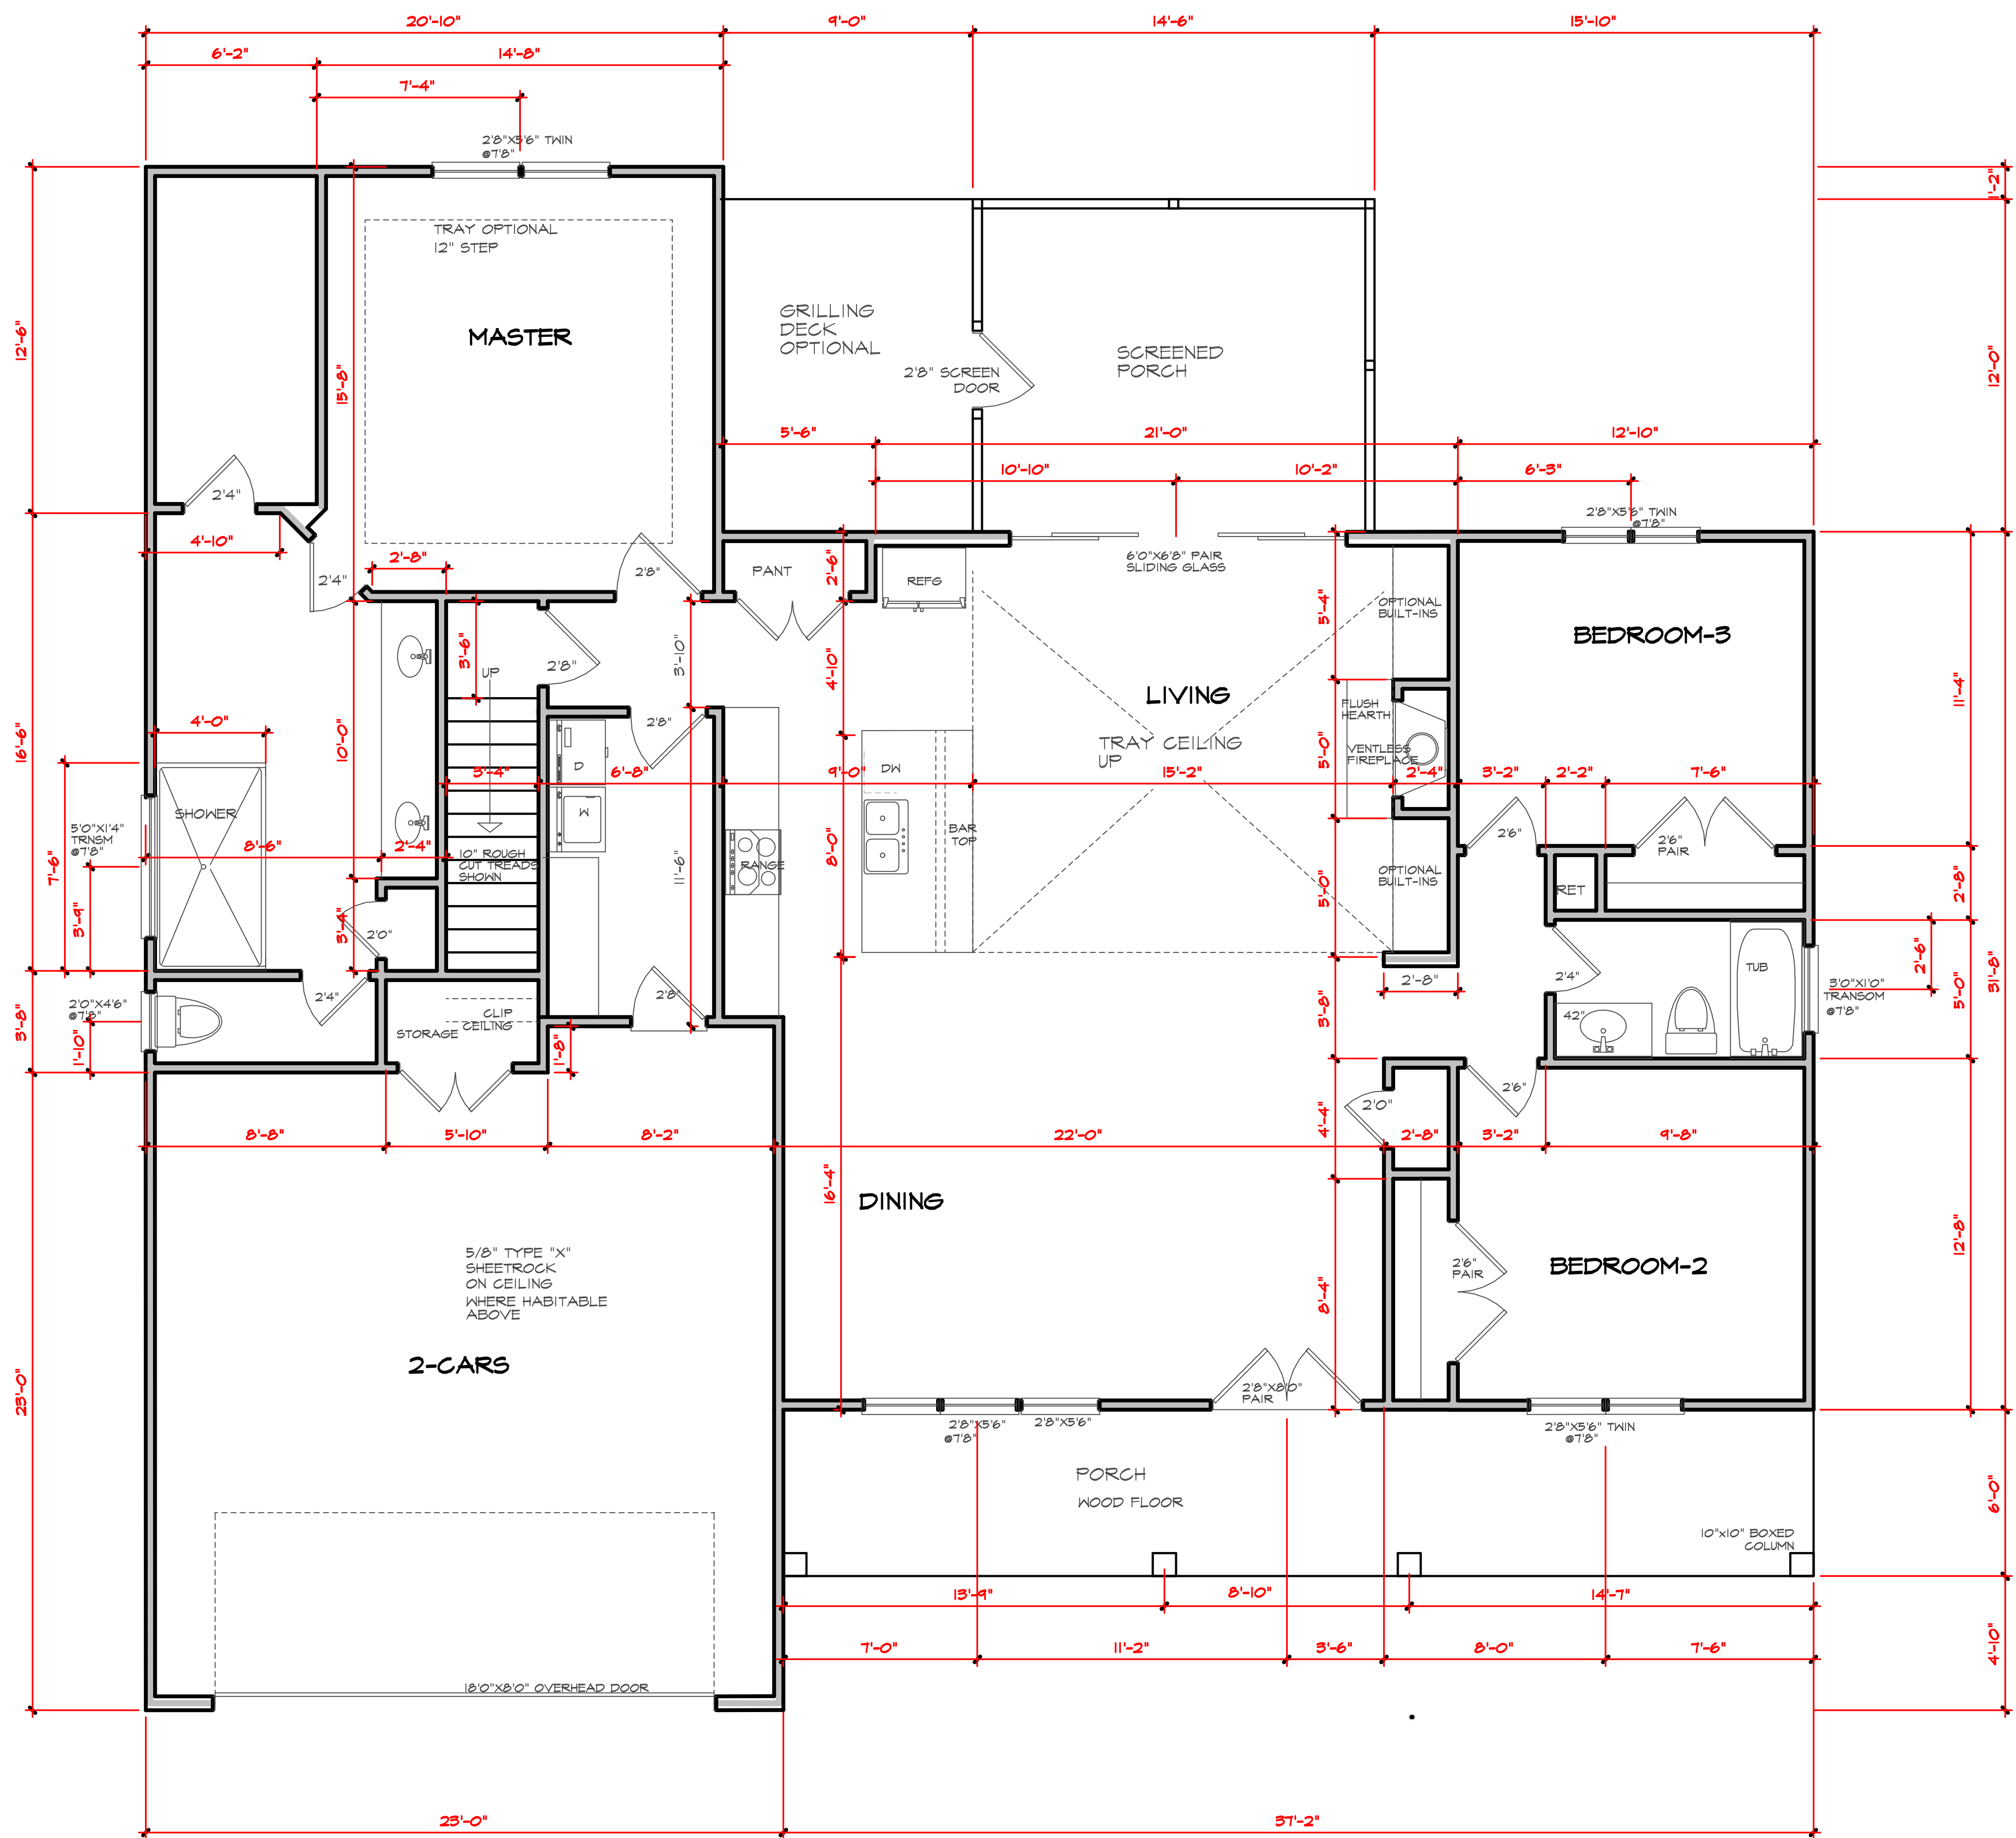 20'-10"
9'-0"
14'-6"
15'-10"
6'-2"
14'-8"
7'-4"
2'8"X5'6" TWIN
@7'8"
1'-2"
TRAY OPTIONAL
12" STEP
MASTER
GRILLING
DECK
OPTIONAL
2'8" SCREEN
DOOR
SCREENED
PORCH
12'-6"
15'-8"
12'-0"
5'-6"
21'-0"
12'-10"
10'-10"
10'-2"
6'-3"
2'4"
4'-10"
2'-8"
2'4"
2'8"
PANT
2'-6"
REFG
6'0"X6'8" PAIR
SLIDING GLASS
2'8"X5'6" TWIN
@7'8"
OPTIONAL
BUILT-INS
5'-4"
BEDROOM-3
3'-6"
UP
2'8"
3'-10"
4'-10"
LIVING
11'-4"
FLUSH
HEARTH
TRAY CEILING
UP
VENTLESS
FIREPLACE
16'-6"
4'-0"
10'-0"
2'8"
D
W
DW
5'-0"
3'-4"
6'-8"
9'-0"
15'-2"
2'-4"
3'-2"
2'-2"
7'-6"
SHOWER
5'0"X1'4"
TRNSM
@7'8"
7'-6"
8'-6"
2'-4"
10" ROUGH
CUT TREADS
SHOWN
11'-6"
RANGE
8'-0"
BAR
TOP
OPTIONAL
BUILT-INS
5'-0"
2'6"
2'6"
PAIR
RET
2'-8"
3'-9"
3'-4"
2'0"
2'-6"
5'-0"
31'-8"
2'4"
2'8"
2'-8"
2'4"
TUB
3'0"X1'0"
TRANSOM
@7'8"
2'0"X4'6"
@7'8"
3'-8"
1'-10"
STORAGE
CLIP
CEILING
1'-8"
3'-8"
42"
2'6"
2'0"
4'-4"
8'-8"
5'-10"
8'-2"
22'-0"
2'-8"
3'-2"
9'-8"
16'-4"
DINING
12'-8"
5/8" TYPE "X"
SHEETROCK
ON CEILING
WHERE HABITABLE
ABOVE
2'6"
PAIR
BEDROOM-2
8'-4"
2-CARS
23'-0"
2'8"X8'0"
PAIR
2'8"X5'6"
@7'8"
2'8"X5'6"
2'8"X5'6" TWIN
@7'8"
PORCH
WOOD FLOOR
6'-0"
10"x10" BOXED
COLUMN
13'-9"
8'-10"
14'-7"
7'-0"
11'-2"
3'-6"
8'-0"
7'-6"
4'-10"
18'0"X8'0" OVERHEAD DOOR
23'-0"
37'-2"